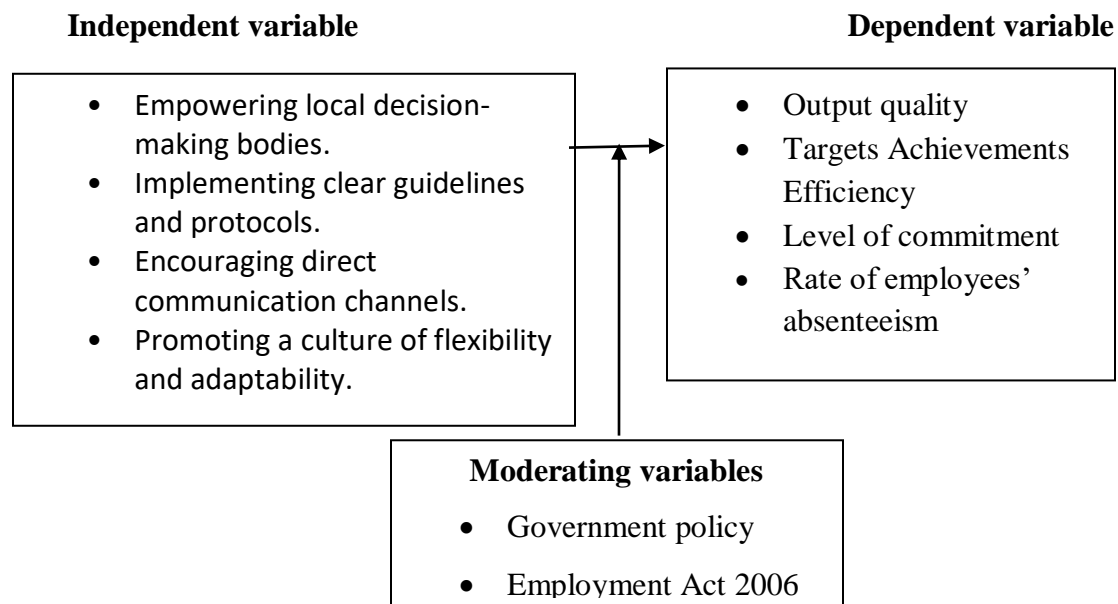 Independent variable
Dependent variable
• Empowering local decision-
making bodies.
• Implementing clear guidelines
and protocols.
• Encouraging direct
communication channels.
• Promoting a culture of flexibility
and adaptability.
• Output quality
• Targets Achievements
Efficiency
• Level of commitment
• Rate of employees’
absenteeism
Moderating variables
• Government policy
• Employment Act 2006